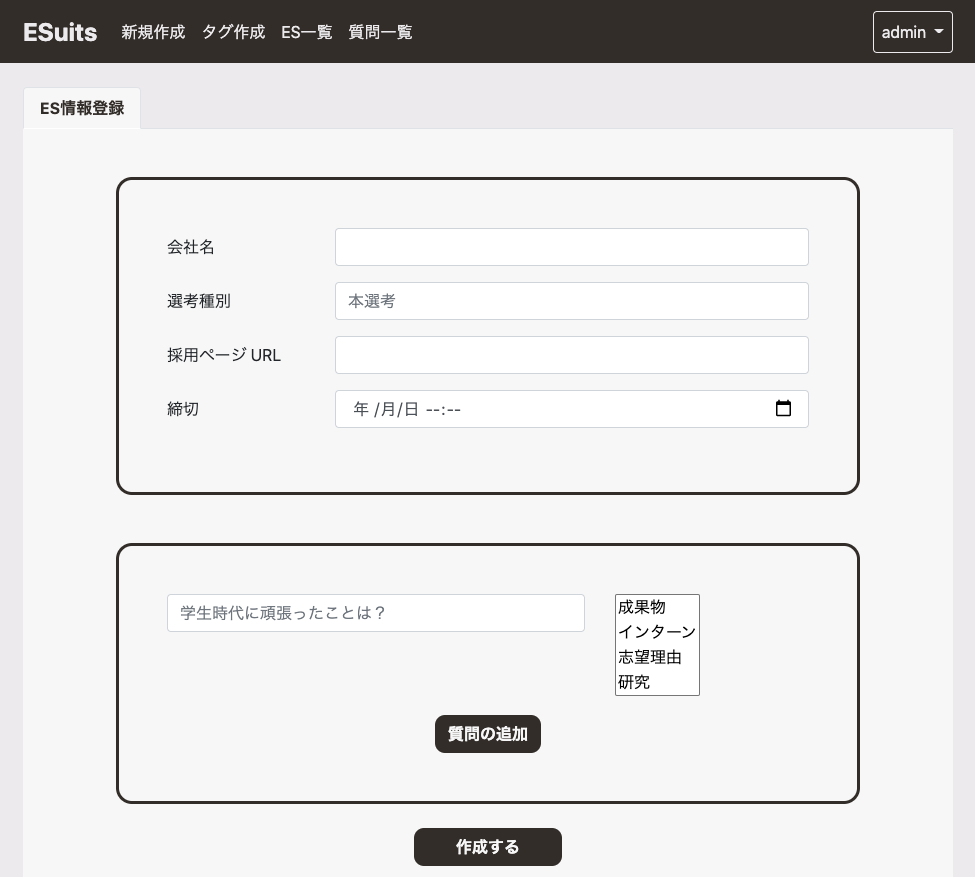 ESuits 新規作成 タグ作成 ES一覧 質問一覧 admin
ES情報登録
会社名
選考種別 本選考
採用ページ URL
締切 年 /月/日 --:--
学生時代に頑張ったことは？ 成果物
インターン
志望理由
研究
質問の追加
作成する